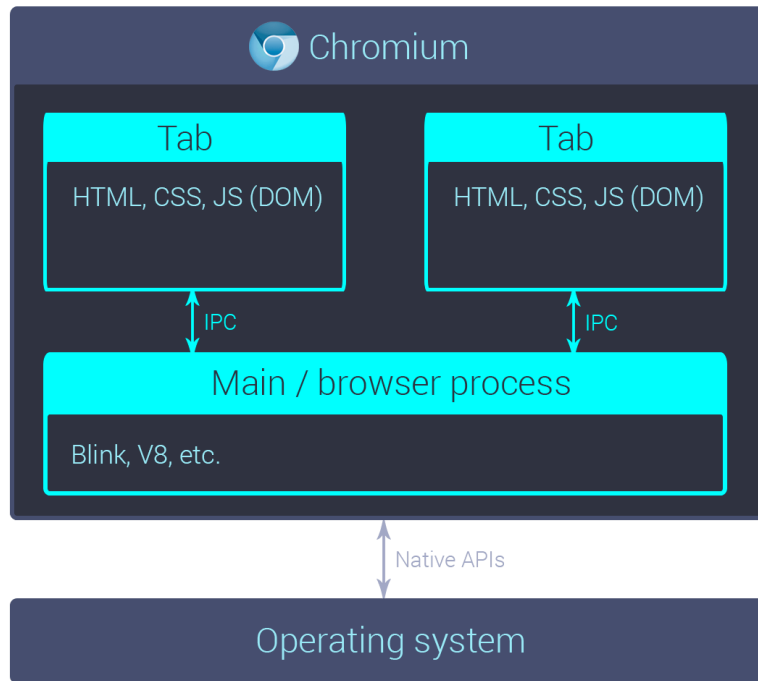 Chromium
Tab
Tab
HTML, CSS, JS (DOM)
HTML, CSS, JS (DOM)
IPC
IPC
Main / browser process
Blink, V8, etc.
Native APIs
Operating system